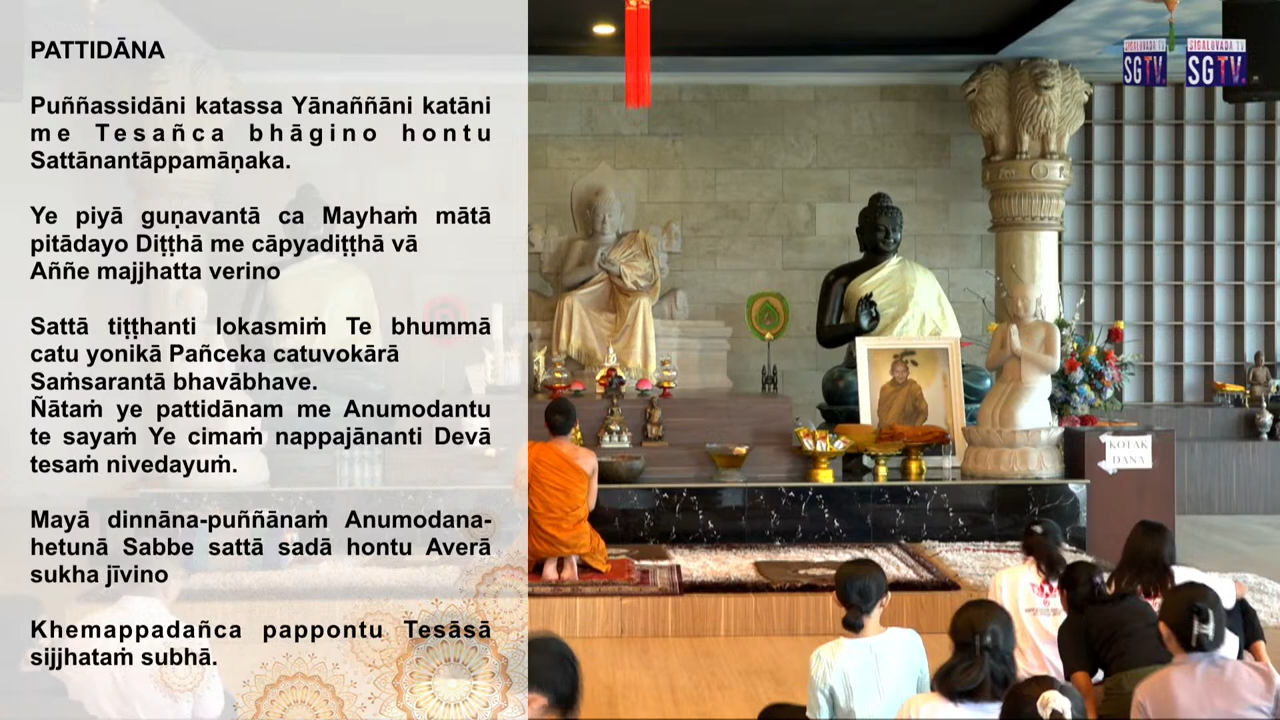 PATTIDĀNA
Puññassidāni katassa Yānaññāni katāni
me Tesañca bhāgino hontu
Sattānantāppamāṇaka.
Ye piyā guṇavantā ca Mayhaṁ mātā
pitādayo Diṭṭhā me cāpyadiṭṭhā vā
Aññe majjhatta verino
Sattā tiṭṭhanti lokasmiṁ Te bhummā
catu yonikā Pañceka catuvokārā
Saṁsarantā bhavābhave.
Ñātaṁ ye pattidānam me Anumodantu
te sayaṁ Ye cimaṁ nappajānanti Devā
tesaṁ nivedayuṁ.
Mayā dinnāna-puññānaṁ Anumodana-
hetunā Sabbe sattā sadā hontu Averā
sukha jīvino
Khemappadañca pappontu Tesāsā
sijjhataṁ subhā.
SIGALOVADA TV
SGTV.
SIGALOVADA TV
SGTV.
KOTAK
DANA